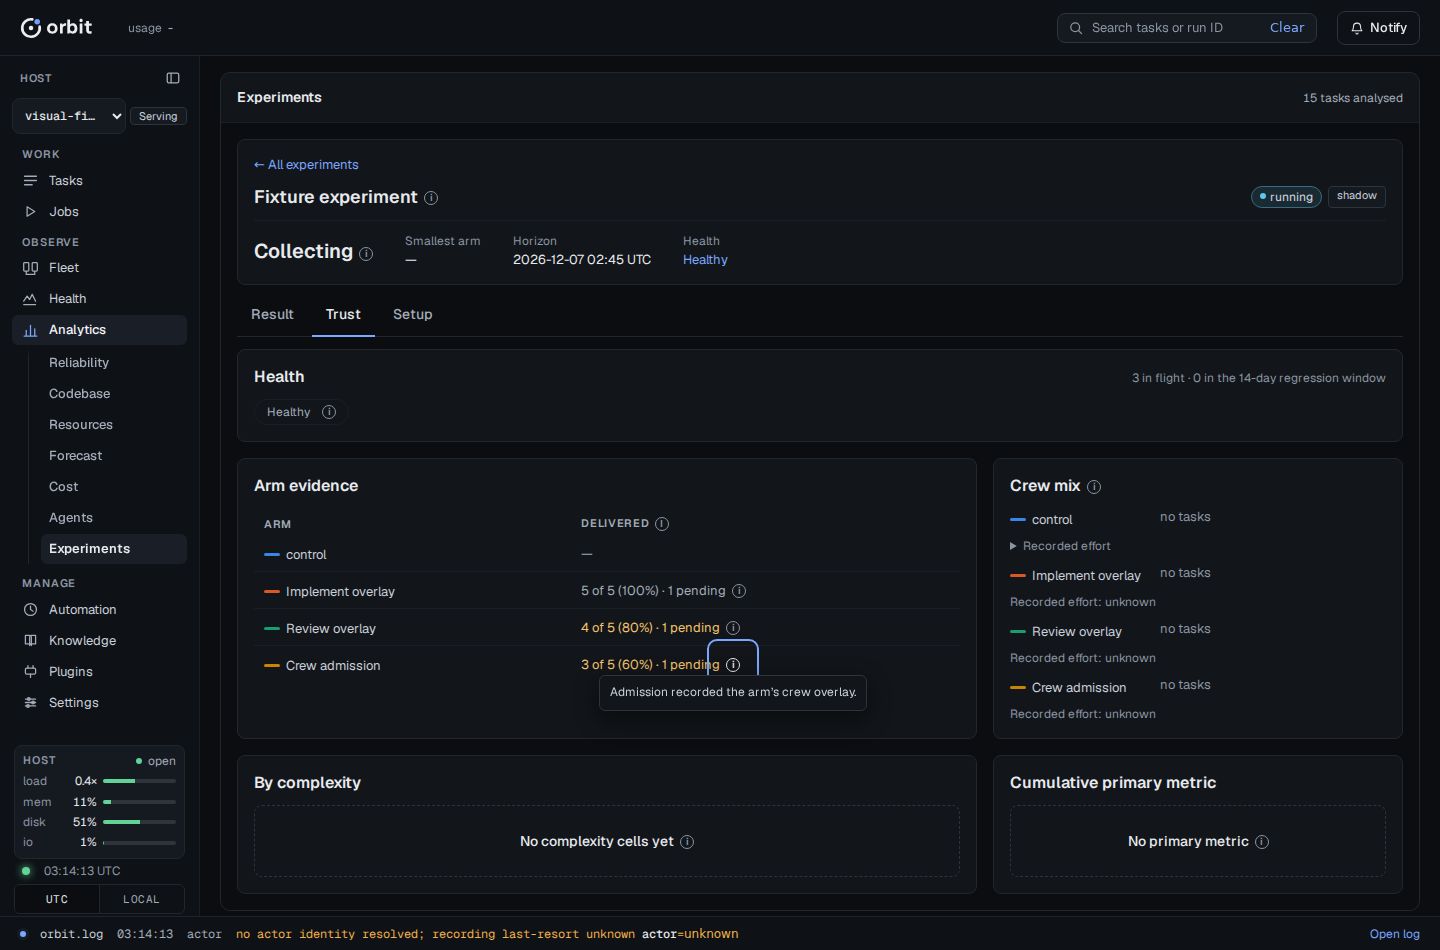 orbit
usage -
Search tasks or run ID
Clear
Notify
HOST
visual-fi…
Serving
WORK
Tasks
Jobs
OBSERVE
Fleet
Health
Analytics
Reliability
Codebase
Resources
Forecast
Cost
Agents
Experiments
MANAGE
Automation
Knowledge
Plugins
Settings
HOST open
load 0.4×
mem 11%
disk 51%
io 1%
03:14:13 UTC
UTC LOCAL
Experiments
15 tasks analysed
← All experiments
Fixture experiment
running
shadow
Collecting
Smallest arm
—
Horizon
2026-12-07 02:45 UTC
Health
Healthy
Result Trust Setup
Health
3 in flight · 0 in the 14-day regression window
Healthy
Arm evidence
ARM DELIVERED
control —
Implement overlay 5 of 5 (100%) · 1 pending
Review overlay 4 of 5 (80%) · 1 pending
Crew admission 3 of 5 (60%) · 1 pending
Admission recorded the arm's crew overlay.
Crew mix
control no tasks
Recorded effort
Implement overlay no tasks
Recorded effort: unknown
Review overlay no tasks
Recorded effort: unknown
Crew admission no tasks
Recorded effort: unknown
By complexity
No complexity cells yet
Cumulative primary metric
No primary metric
orbit.log 03:14:13 actor no actor identity resolved; recording last-resort unknown actor=unknown
Open log